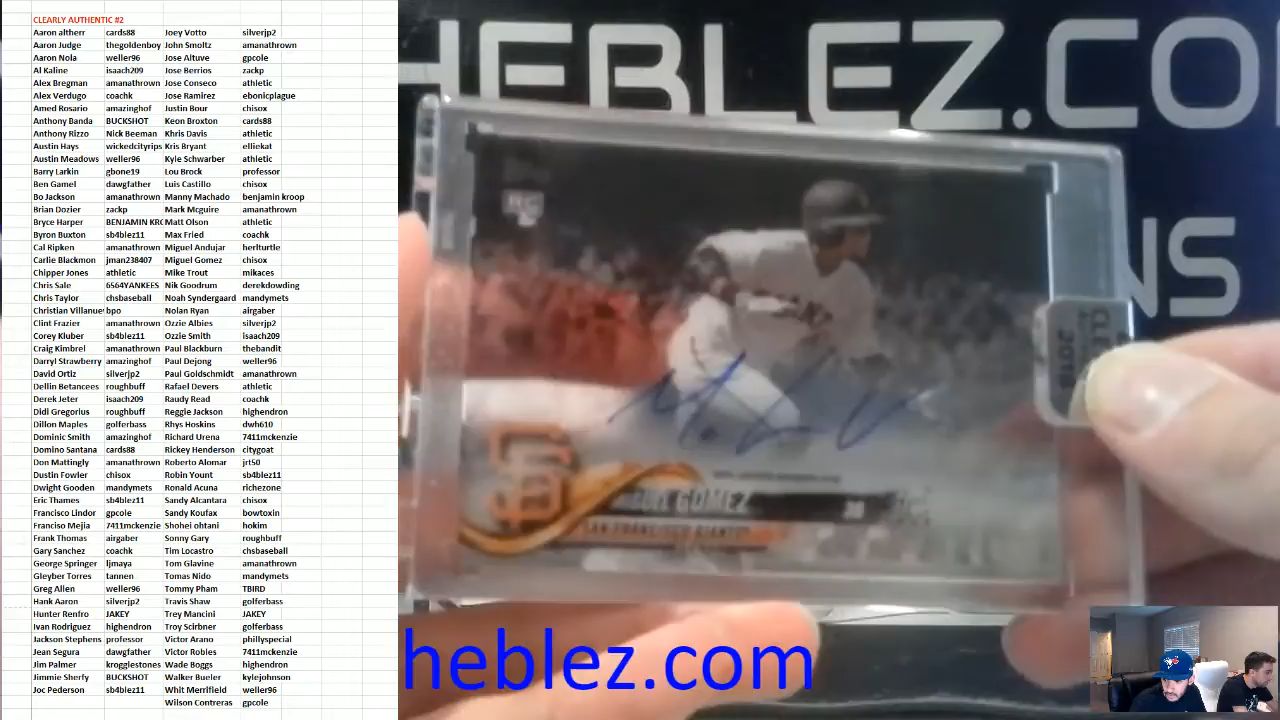 CLEARLY AUTHENTIC #2
Aaron altherr cards88 Joey Votto silverjp2
Aaron Judge thegoldenboy John Smoltz amanathrown
Aaron Nola weller96 Jose Altuve gpcole
Al Kaline isaach209 Jose Berrios zackp
Alex Bregman amanathrown Jose Conseco athletic
Alex Verdugo coachk Jose Ramirez ebonicplague
Amed Rosario amazinghof Justin Bour chisox
Anthony Banda BUCKSHOT Keon Broxton cards88
Anthony Rizzo Nick Beeman Khris Davis athletic
Austin Hays wickedcityrips Kris Bryant elliekat
Austin Meadows weller96 Kyle Schwarber athletic
Barry Larkin gbone19 Lou Brock professor
Ben Gamel dawgfather Luis Castillo chisox
Bo Jackson amanathrown Manny Machado benjamin kroop
Brian Dozier zackp Mark Mcguire amanathrown
Bryce Harper BENJAMIN KRO Matt Olson athletic
Byron Buxton sb4blez11 Max Fried coachk
Cal Ripken amanathrown Miguel Andujar herlturtle
Carlie Blackmon jman238407 Miguel Gomez chisox
Chipper Jones athletic Mike Trout mikaces
Chris Sale 6564YANKEES Nik Goodrum derekdowding
Chris Taylor chsbaseball Noah Syndergaard mandymets
Christian Villanuev bpo Nolan Ryan airgaber
Clint Frazier amanathrown Ozzie Albies silverjp2
Corey Kluber sb4blez11 Ozzie Smith isaach209
Craig Kimbrel amanathrown Paul Blackburn thebandit
Darryl Strawberry amazinghof Paul Dejong weller96
David Ortiz silverjp2 Paul Goldschmidt amanathrown
Dellin Betancees roughbuff Rafael Devers athletic
Derek Jeter isaach209 Raudy Read coachk
Didi Gregorius roughbuff Reggie Jackson highendron
Dillon Maples golferbass Rhys Hoskins dwh610
Dominic Smith amazinghof Richard Urena 7411mckenzie
Domino Santana cards88 Rickey Henderson citygoat
Don Mattingly amanathrown Roberto Alomar jrt50
Dustin Fowler chisox Robin Yount sb4blez11
Dwight Gooden mandymets Ronald Acuna richezone
Eric Thames sb4blez11 Sandy Alcantara chisox
Francisco Lindor gpcole Sandy Koufax bowtoxin
Franciso Mejia 7411mckenzie Shohei ohtani hokim
Frank Thomas airgaber Sonny Gary roughbuff
Gary Sanchez coachk Tim Locastro chsbaseball
George Springer ljmaya Tom Glavine amanathrown
Gleyber Torres tannen Tomas Nido mandymets
Greg Allen weller96 Tommy Pham TBIRD
Hank Aaron silverjp2 Travis Shaw golferbass
Hunter Renfro JAKEY Trey Mancini JAKEY
Ivan Rodriguez highendron Troy Scirbner golferbass
Jackson Stephens professor Victor Arano phillyspecial
Jean Segura dawgfather Victor Robles 7411mckenzie
Jim Palmer krogglestones Wade Boggs highendron
Jimmie Sherfy BUCKSHOT Walker Bueler kylejohnson
Joc Pederson sb4blez11 Whit Merrifield weller96
Wilson Contreras gpcole
HEBLEZ.CO
NS
RC
GOMEZ
SAN FRANCISCO GIANTS
2018
heblez.com